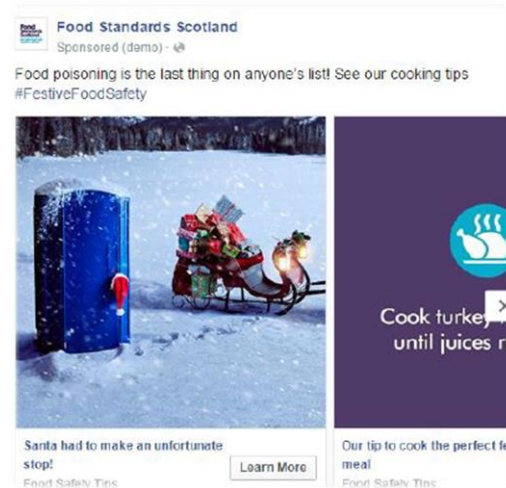 Food Standards Scotland
Sponsored (demo) ·
Food poisoning is the last thing on anyone's list! See our cooking tips
#FestiveFoodSafety
Cook turkey
until juices r
Santa had to make an unfortunate
stop!
Learn More
Food Safety Tips
Our tip to cook the perfect fe
meal
Food Safety Tips